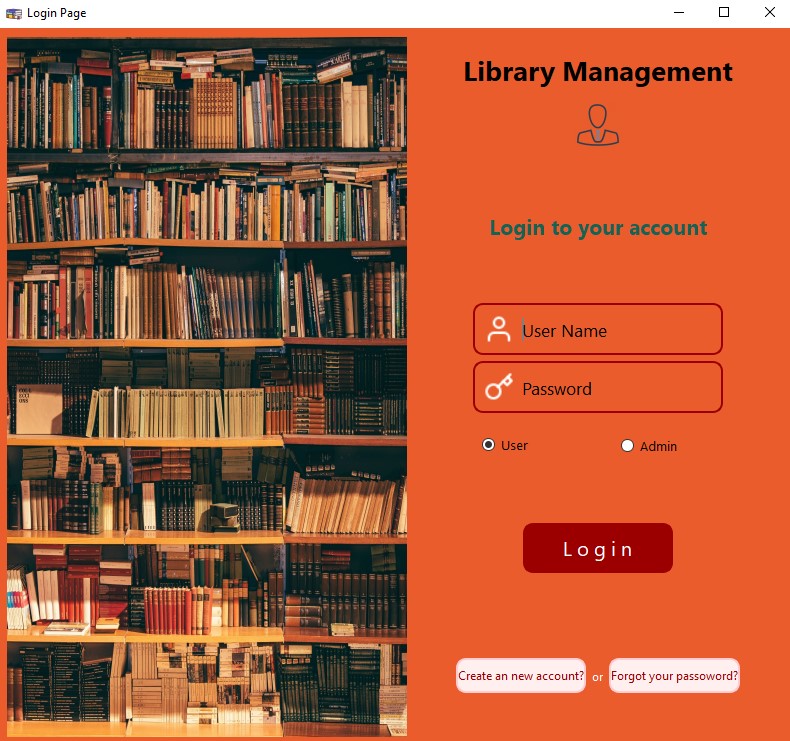 Login Page
Library Management
Login to your account
User Name
Password
User
Admin
Login
Create an new account?
or
Forgot your passoword?